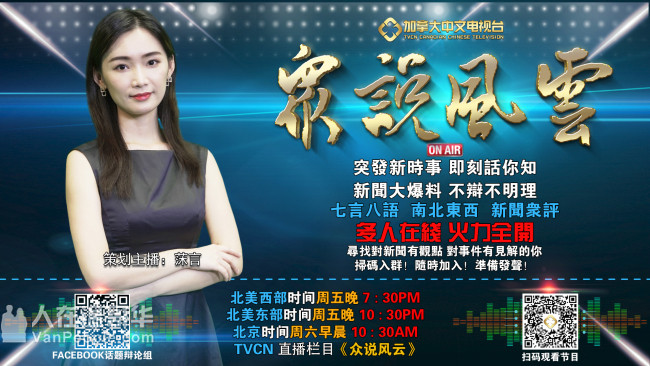 加拿大中文电视台
TVCN CANADIAN CHINESE TELEVISION
眾說風雲
ON AIR
突發新時事 即刻話你知
新聞大爆料 不辯不明理
七言八語 南北東西 新聞衆評
多人在綫 火力全開
尋找對新聞有觀點 對事件有見解的你
掃碼入群！隨時加入！準備發聲！
策划/主播：莯言
北美西部时间周五晚 7：30PM
北美东部时间周五晚 10：30PM
北京时间周六早晨 10：30AM
TVCN 直播栏目《众说风云》
人在温哥华
VanPeople.com
FACEBOOK话题辩论组
扫码观看节目